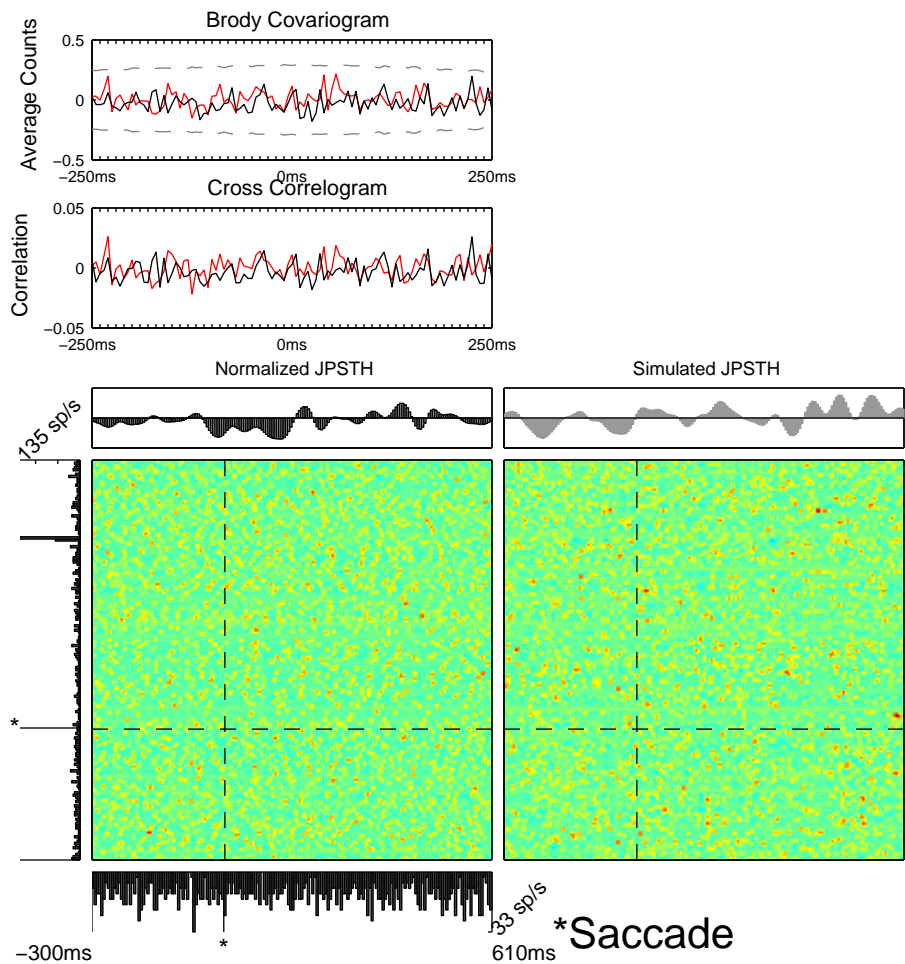 Brody Covariogram
Average Counts
0.5
0
−0.5
−250ms
0ms
250ms
Cross Correlogram
Correlation
0.05
0
−0.05
−250ms
0ms
250ms
Normalized JPSTH
Simulated JPSTH
135 sp/s
*
*
33 sp/s
*Saccade
−300ms
610ms